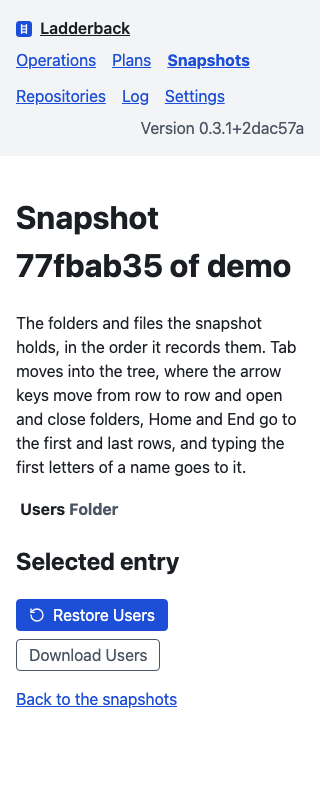 Ladderback
Operations Plans Snapshots
Repositories Log Settings
Version 0.3.1+2dac57a
Snapshot
77fbab35 of demo
The folders and files the snapshot
holds, in the order it records them. Tab
moves into the tree, where the arrow
keys move from row to row and open
and close folders, Home and End go to
the first and last rows, and typing the
first letters of a name goes to it.
Users Folder
Selected entry
Restore Users
Download Users
Back to the snapshots